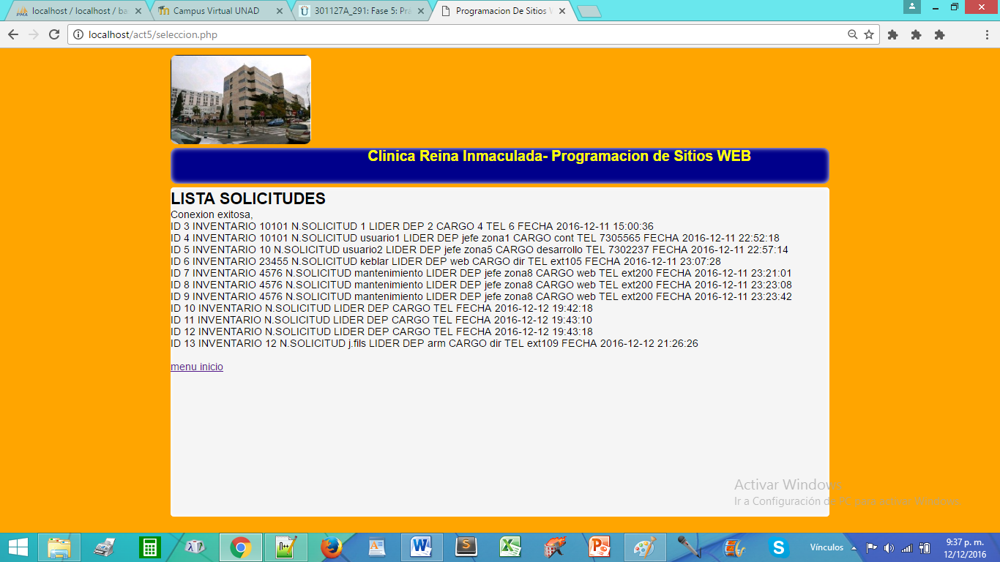 localhost / localhost / ba
Campus Virtual UNAD
301127A_291: Fase 5: Pra
Programacion De Sitios
localhost/act5/seleccion.php
Clinica Reina Inmaculada- Programacion de Sitios WEB
LISTA SOLICITUDES
Conexion exitosa,
ID 3 INVENTARIO 10101 N.SOLICITUD 1 LIDER DEP 2 CARGO 4 TEL 6 FECHA 2016-12-11 15:00:36
ID 4 INVENTARIO 10101 N.SOLICITUD usuario1 LIDER DEP jefe zona1 CARGO cont TEL 7305565 FECHA 2016-12-11 22:52:18
ID 5 INVENTARIO 10 N.SOLICITUD usuario2 LIDER DEP jefe zona5 CARGO desarrollo TEL 7302237 FECHA 2016-12-11 22:57:14
ID 6 INVENTARIO 23455 N.SOLICITUD keblar LIDER DEP web CARGO dir TEL ext105 FECHA 2016-12-11 23:07:28
ID 7 INVENTARIO 4576 N.SOLICITUD mantenimiento LIDER DEP jefe zona8 CARGO web TEL ext200 FECHA 2016-12-11 23:21:01
ID 8 INVENTARIO 4576 N.SOLICITUD mantenimiento LIDER DEP jefe zona8 CARGO web TEL ext200 FECHA 2016-12-11 23:23:08
ID 9 INVENTARIO 4576 N.SOLICITUD mantenimiento LIDER DEP jefe zona8 CARGO web TEL ext200 FECHA 2016-12-11 23:23:42
ID 10 INVENTARIO N.SOLICITUD LIDER DEP CARGO TEL FECHA 2016-12-12 19:42:18
ID 11 INVENTARIO N.SOLICITUD LIDER DEP CARGO TEL FECHA 2016-12-12 19:43:10
ID 12 INVENTARIO N.SOLICITUD LIDER DEP CARGO TEL FECHA 2016-12-12 19:43:18
ID 13 INVENTARIO 12 N.SOLICITUD j.fils LIDER DEP arm CARGO dir TEL ext109 FECHA 2016-12-12 21:26:26
menu inicio
Activar Windows
Ir a Configuración de PC para activar Windows.
Vínculos
9:37 p. m.
12/12/2016